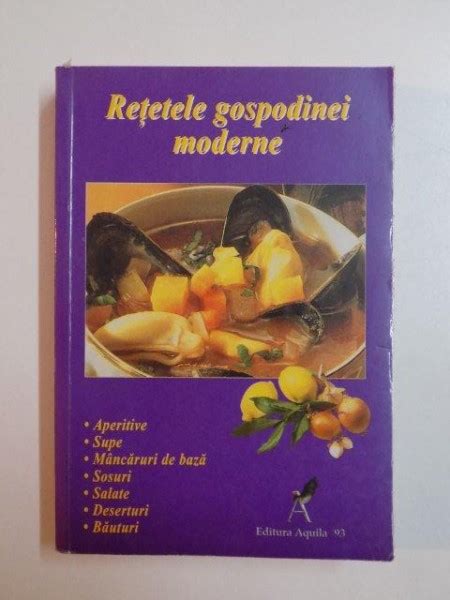 Rețetele gospodinei
moderne
• Aperitive
• Supe
• Mâncăruri de bază
• Sosuri
• Salate
• Deserturi
• Băuturi
A
Editura Aquila 93